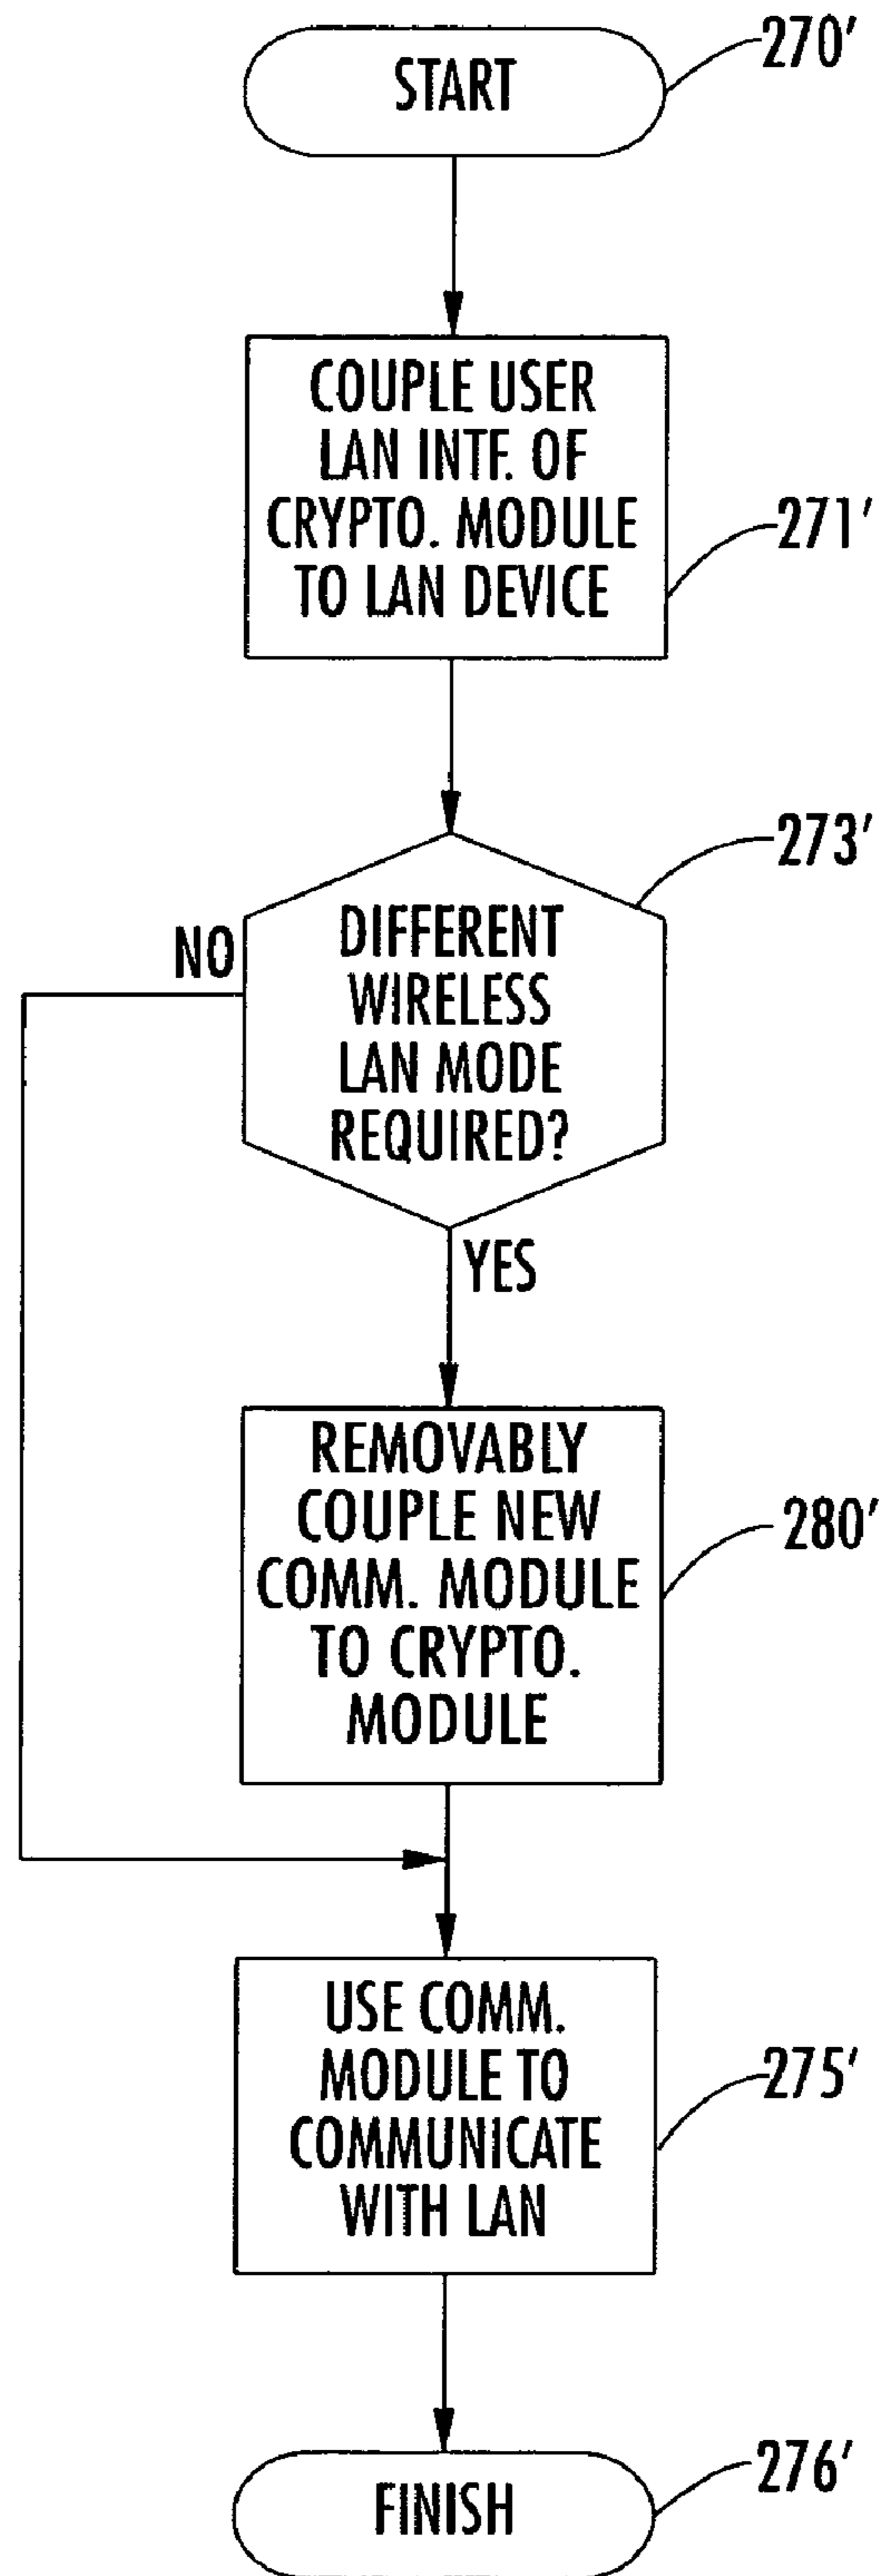 START
270'
COUPLE USER
LAN INTF. OF
CRYPTO. MODULE
TO LAN DEVICE
271'
273'
NO
DIFFERENT
WIRELESS
LAN MODE
REQUIRED?
YES
REMOVABLY
COUPLE NEW
COMM. MODULE
TO CRYPTO.
MODULE
280'
USE COMM.
MODULE TO
COMMUNICATE
WITH LAN
275'
FINISH
276'